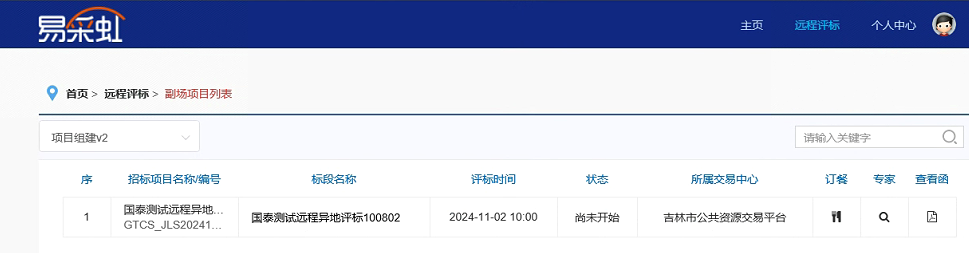 易采虹
主页 远程评标 个人中心
首页 > 远程评标 > 副场项目列表
项目组建v2
请输入关键字
序 招标项目名称/编号 标段名称 评标时间 状态 所属交易中心 订餐 专家 查看函
1 国泰测试远程异地... 国泰测试远程异地评标100802 2024-11-02 10:00 尚未开始 吉林市公共资源交易平台
GTCS_JLS20241...